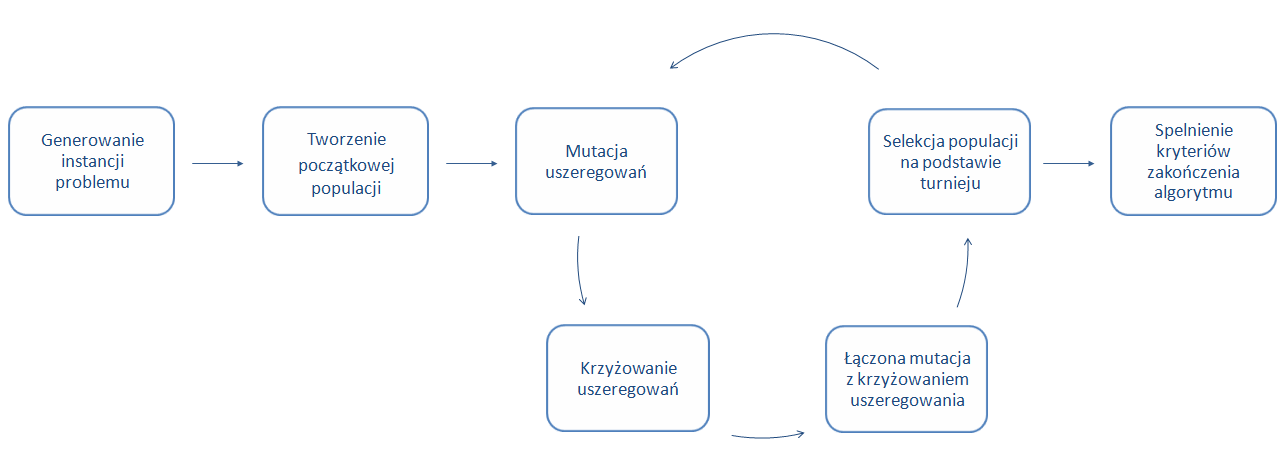 Generowanie
instancji
problemu
Tworzenie
początkowej
populacji
Mutacja
uszeregowań
Krzyżowanie
uszeregowań
Łączona mutacja
z krzyżowaniem
uszeregowania
Selekcja populacji
na podstawie
turnieju
Spelnienie
kryteriów
zakończenia
algorytmu